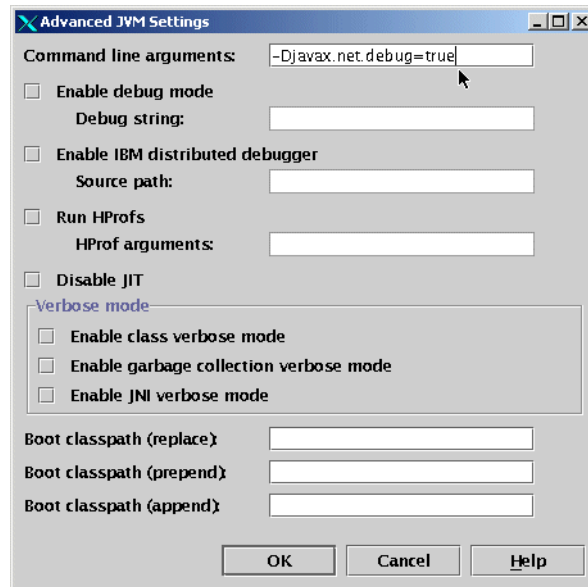 Advanced JVM Settings
Command line arguments: -Djavax.net.debug=true
Enable debug mode
Debug string:
Enable IBM distributed debugger
Source path:
Run HProfs
HProf arguments:
Disable JIT
Verbose mode
Enable class verbose mode
Enable garbage collection verbose mode
Enable JNI verbose mode
Boot classpath (replace):
Boot classpath (prepend):
Boot classpath (append):
OK Cancel Help